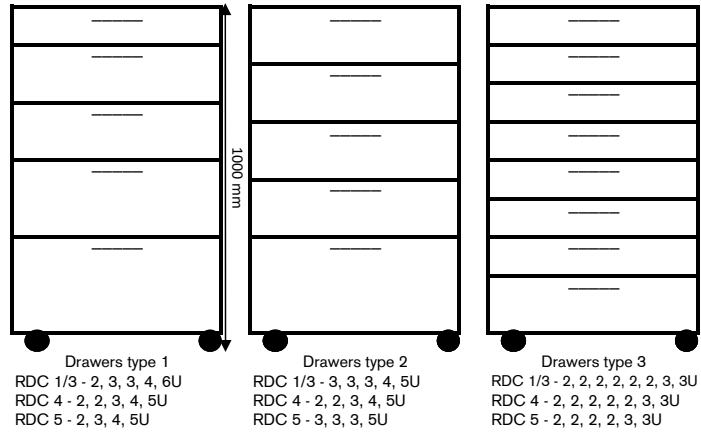 1000 mm
Drawers type 1
RDC 1/3 - 2, 3, 3, 4, 6U
RDC 4 - 2, 2, 3, 4, 5U
RDC 5 - 2, 3, 4, 5U
Drawers type 2
RDC 1/3 - 3, 3, 3, 4, 5U
RDC 4 - 2, 2, 3, 4, 5U
RDC 5 - 3, 3, 3, 5U
Drawers type 3
RDC 1/3 - 2, 2, 2, 2, 2, 2, 3, 3U
RDC 4 - 2, 2, 2, 2, 2, 3, 3U
RDC 5 - 2, 2, 2, 2, 3, 3U